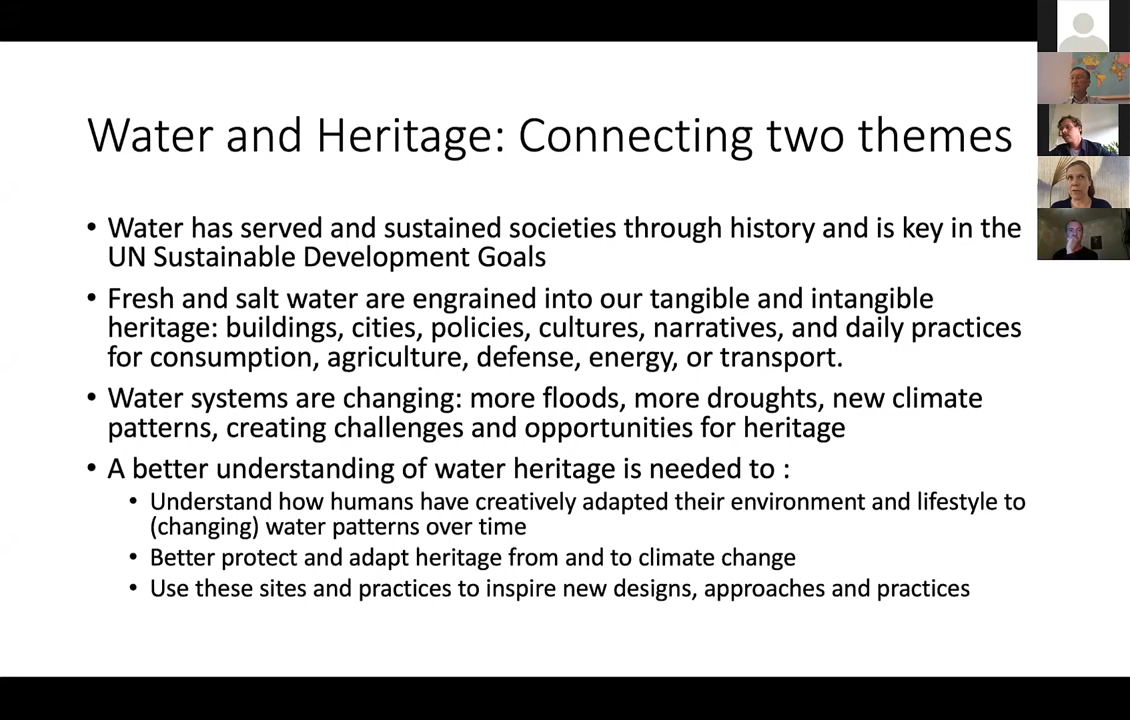 Water and Heritage: Connecting two themes
• Water has served and sustained societies through history and is key in the
UN Sustainable Development Goals
• Fresh and salt water are engrained into our tangible and intangible
heritage: buildings, cities, policies, cultures, narratives, and daily practices
for consumption, agriculture, defense, energy, or transport.
• Water systems are changing: more floods, more droughts, new climate
patterns, creating challenges and opportunities for heritage
• A better understanding of water heritage is needed to :
• Understand how humans have creatively adapted their environment and lifestyle to
(changing) water patterns over time
• Better protect and adapt heritage from and to climate change
• Use these sites and practices to inspire new designs, approaches and practices